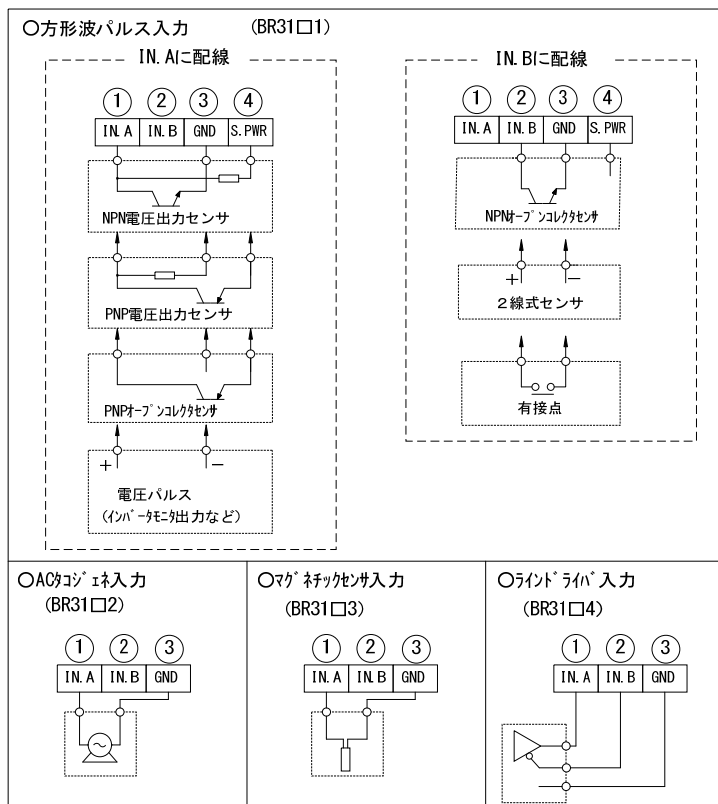 ○方形波パルス入力 (BR31□1)
IN. Aに配線
① ② ③ ④
IN. A IN. B GND S. PWR
NPN電圧出力センサ
PNP電圧出力センサ
PNPオープンコレクタセンサ
+ −
電圧パルス
(インバータモニタ出力など)
IN. Bに配線
① ② ③ ④
IN. A IN. B GND S. PWR
NPNオープンコレクタセンサ
+ −
2線式センサ
有接点
○ACタコジェネ入力
(BR31□2)
① ② ③
IN. A IN. B GND
○マグネチックセンサ入力
(BR31□3)
① ② ③
IN. A IN. B GND
○ラインドライバ入力
(BR31□4)
① ② ③
IN. A IN. B GND